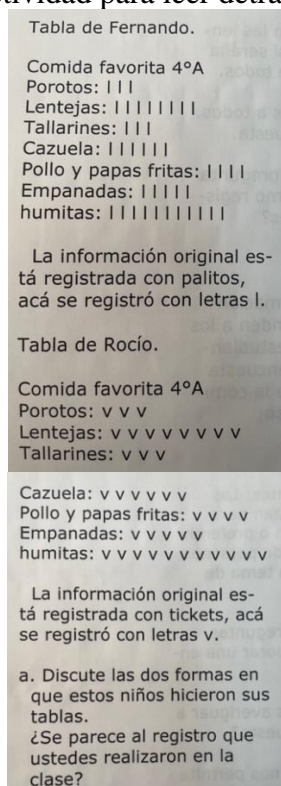 para leer
Tabla de Fernando.
Comida favorita 4°A
Porotos: l l l
Lentejas: l l l l l l l l
Tallarines: l l l
Cazuela: l l l l l l
Pollo y papas fritas: l l l l
Empanadas: l l l l l
humitas: l l l l l l l l l l l
La información original es-
tá registrada con palitos,
acá se registró con letras l.
Tabla de Rocío.
Comida favorita 4°A
Porotos: v v v
Lentejas: v v v v v v v v
Tallarines: v v v
Cazuela: v v v v v v
Pollo y papas fritas: v v v v
Empanadas: v v v v v
humitas: v v v v v v v v v v v
La información original es-
tá registrada con tickets, acá
se registró con letras v.
a. Discute las dos formas en
que estos niños hicieron sus
tablas.
¿Se parece al registro que
ustedes realizaron en la
clase?